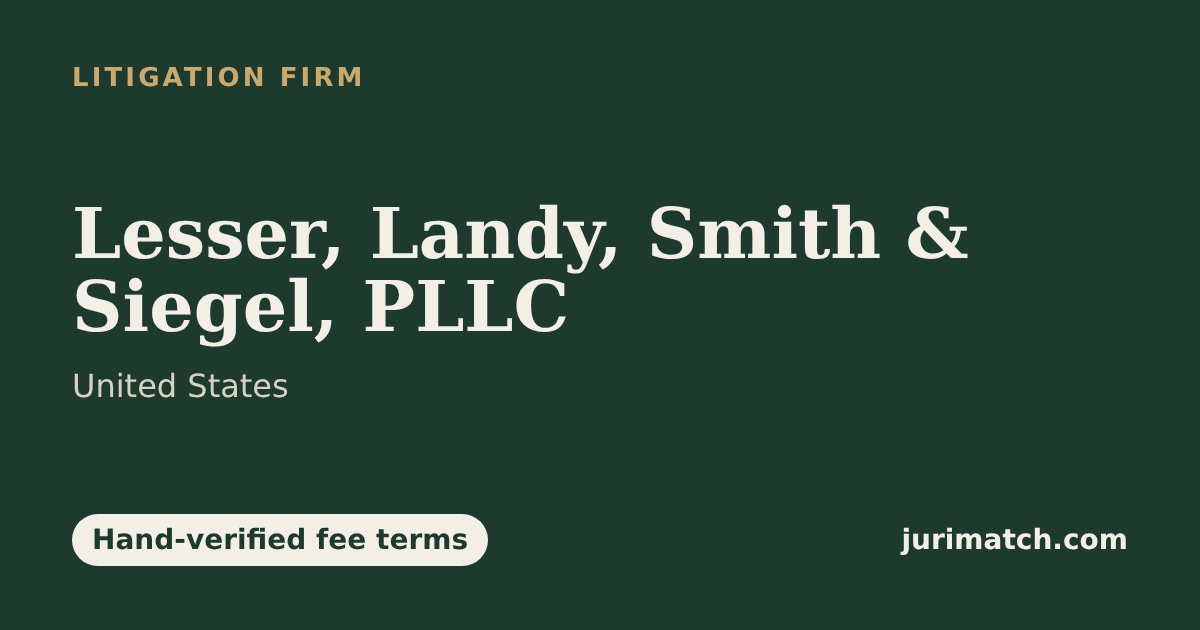 LITIGATION FIRM
Lesser, Landy, Smith &
Siegel, PLLC
United States
Hand-verified fee terms
jurimatch.com